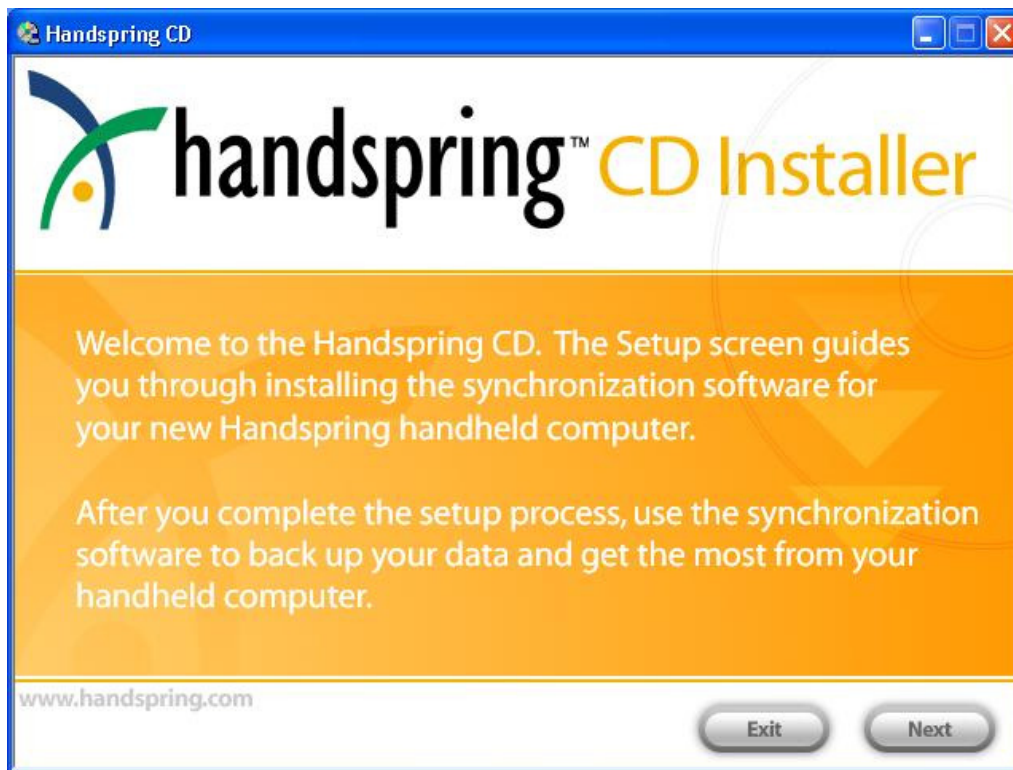 Handspring CD
handspring™ CD Installer
Welcome to the Handspring CD. The Setup screen guides
you through installing the synchronization software for
your new Handspring handheld computer.
After you complete the setup process, use the synchronization
software to back up your data and get the most from your
handheld computer.
www.handspring.com
Exit Next